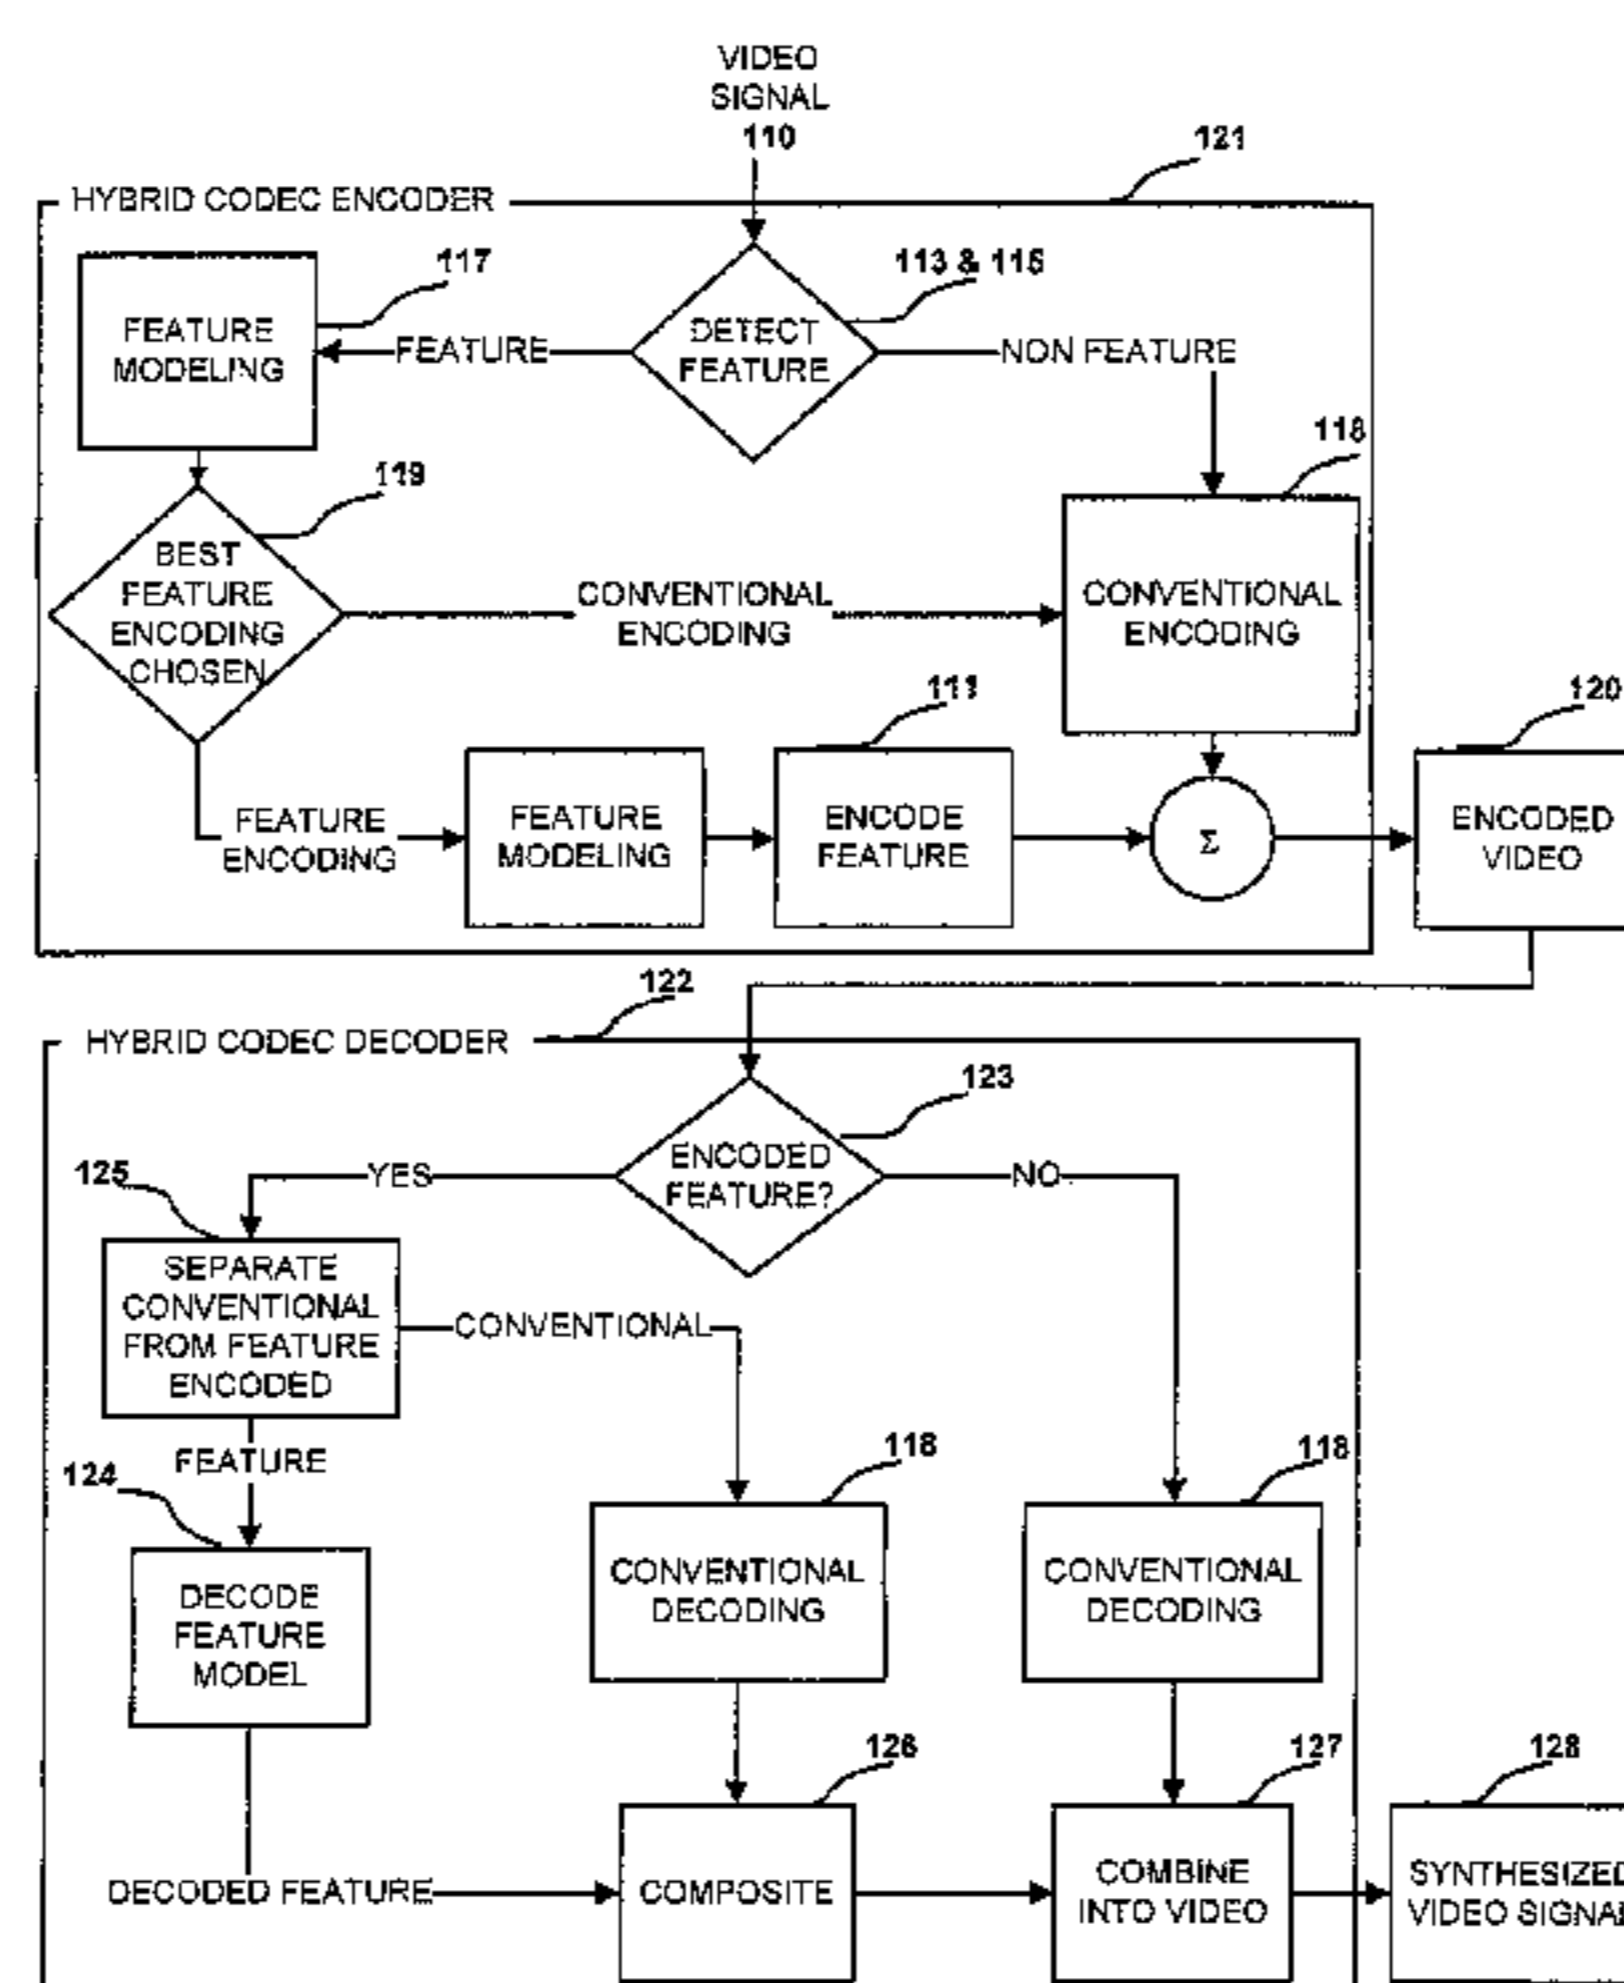 VIDEO
SIGNAL
110
121
HYBRID CODEC ENCODER
117
113 & 115
FEATURE
MODELING
FEATURE
DETECT
FEATURE
NON FEATURE
118
119
BEST
FEATURE
ENCODING
CHOSEN
CONVENTIONAL
ENCODING
CONVENTIONAL
ENCODING
111
120
FEATURE
ENCODING
FEATURE
MODELING
ENCODE
FEATURE
Σ
ENCODED
VIDEO
122
HYBRID CODEC DECODER
123
125
YES
ENCODED
FEATURE?
NO
SEPARATE
CONVENTIONAL
FROM FEATURE
ENCODED
CONVENTIONAL
FEATURE
124
118
118
DECODE
FEATURE
MODEL
CONVENTIONAL
DECODING
CONVENTIONAL
DECODING
126
127
128
DECODED FEATURE
COMPOSITE
COMBINE
INTO VIDEO
SYNTHESIZED
VIDEO SIGNAL